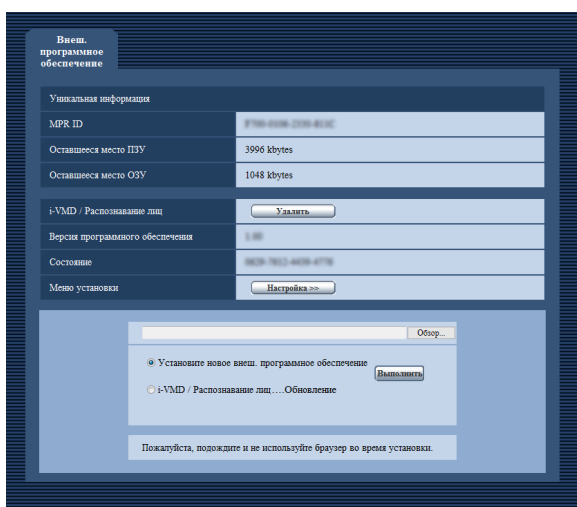 Внеш.
программное
обеспечение
Уникальная информация
MPR ID
Оставшееся место ПЗУ 3996 kbytes
Оставшееся место ОЗУ 1048 kbytes
i-VMD / Распознавание лиц Удалить
Версия программного обеспечения
Состояние
Меню установки Настройка >>
Обзор...
Установите новое внеш. программное обеспечение
Выполнить
i-VMD / Распознавание лиц....Обновление
Пожалуйста, подождите и не используйте браузер во время установки.